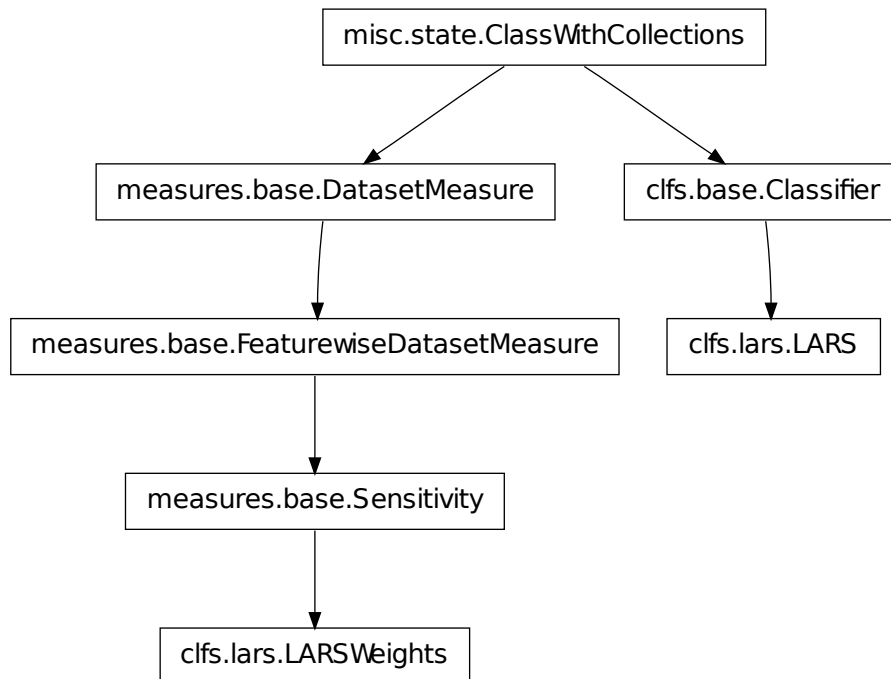 misc.state.ClassWithCollections
measures.base.DatasetMeasure
clfs.base.Classifier
measures.base.FeaturewiseDatasetMeasure
clfs.lars.LARS
measures.base.Sensitivity
clfs.lars.LARSWeights